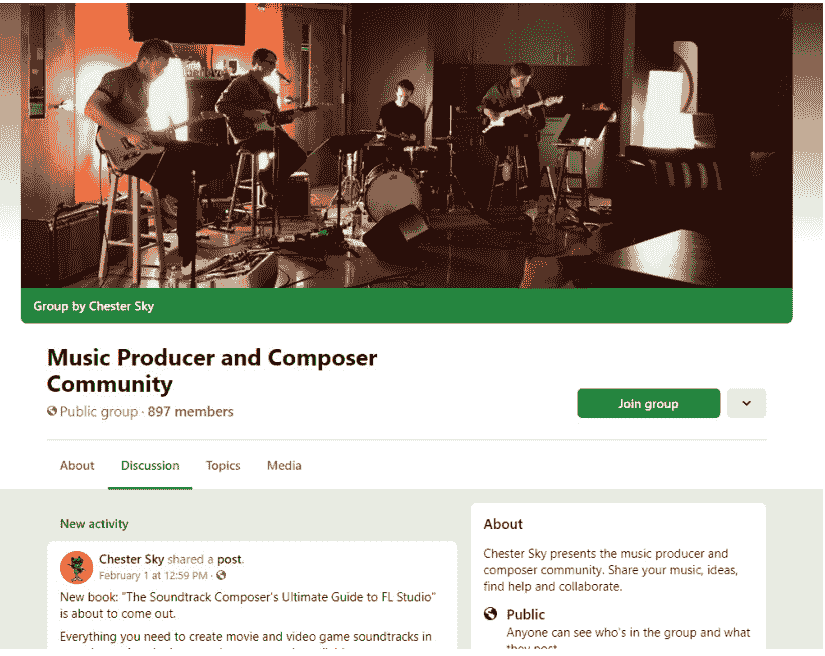 Group by Chester Sky
Music Producer and Composer
Community
Public group · 897 members
Join group
About
Discussion
Topics
Media
New activity
Chester Sky shared a post.
February 1 at 12:59 PM ·
New book: "The Soundtrack Composer's Ultimate Guide to FL Studio"
is about to come out.
Everything you need to create movie and video game soundtracks in
About
Chester Sky presents the music producer and
composer community. Share your music, ideas,
find help and collaborate.
Public
Anyone can see who's in the group and what
they post.